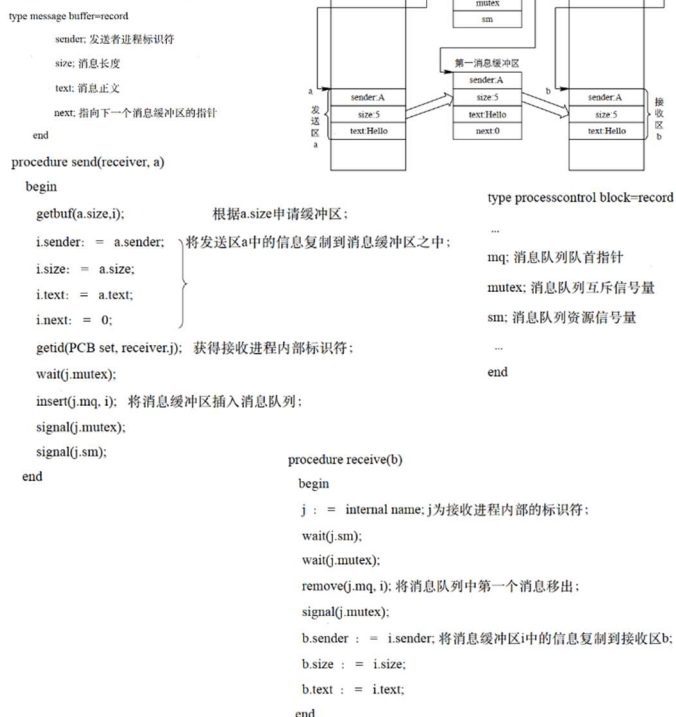 type message buffer=record
sender; 发送者进程标识符
size; 消息长度
text; 消息正文
next; 指向下一个消息缓冲区的指针
end
mutex
sm
第一消息缓冲区
sender:A
size:5
text:Hello
next:0
a
发送区a
sender:A
size:5
text:Hello
b
sender:A
size:5
text:Hello
接收区b
procedure send(receiver, a)
begin
getbuf(a.size,i); 根据a.size申请缓冲区;
i.sender: = a.sender; 将发送区a中的信息复制到消息缓冲区之中;
i.size: = a.size;
i.text: = a.text;
i.next: = 0;
getid(PCB set, receiver.j); 获得接收进程内部标识符;
wait(j.mutex);
insert(j.mq, i); 将消息缓冲区插入消息队列;
signal(j.mutex);
signal(j.sm);
end
type processcontrol block=record
...
mq; 消息队列队首指针
mutex; 消息队列互斥信号量
sm; 消息队列资源信号量
...
end
procedure receive(b)
begin
j : = internal name; j为接收进程内部的标识符;
wait(j.sm);
wait(j.mutex);
remove(j.mq, i); 将消息队列中第一个消息移出;
signal(j.mutex);
b.sender : = i.sender; 将消息缓冲区i中的信息复制到接收区b;
b.size : = i.size;
b.text : = i.text;
end